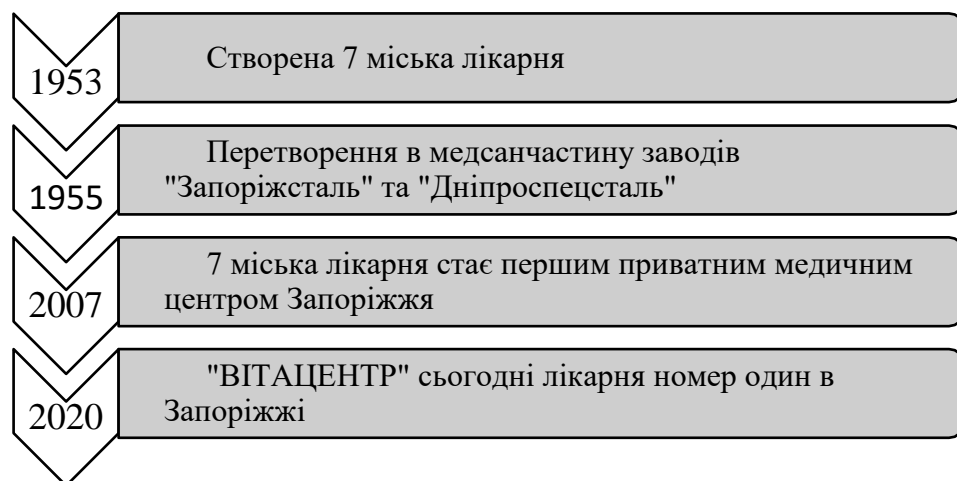 1953
Створена 7 міська лікарня
1955
Перетворення в медсанчастину заводів
"Запоріжсталь" та "Дніпроспецсталь"
2007
7 міська лікарня стає першим приватним медичним
центром Запоріжжя
2020
"ВІТАЦЕНТР" сьогодні лікарня номер один в
Запоріжжі